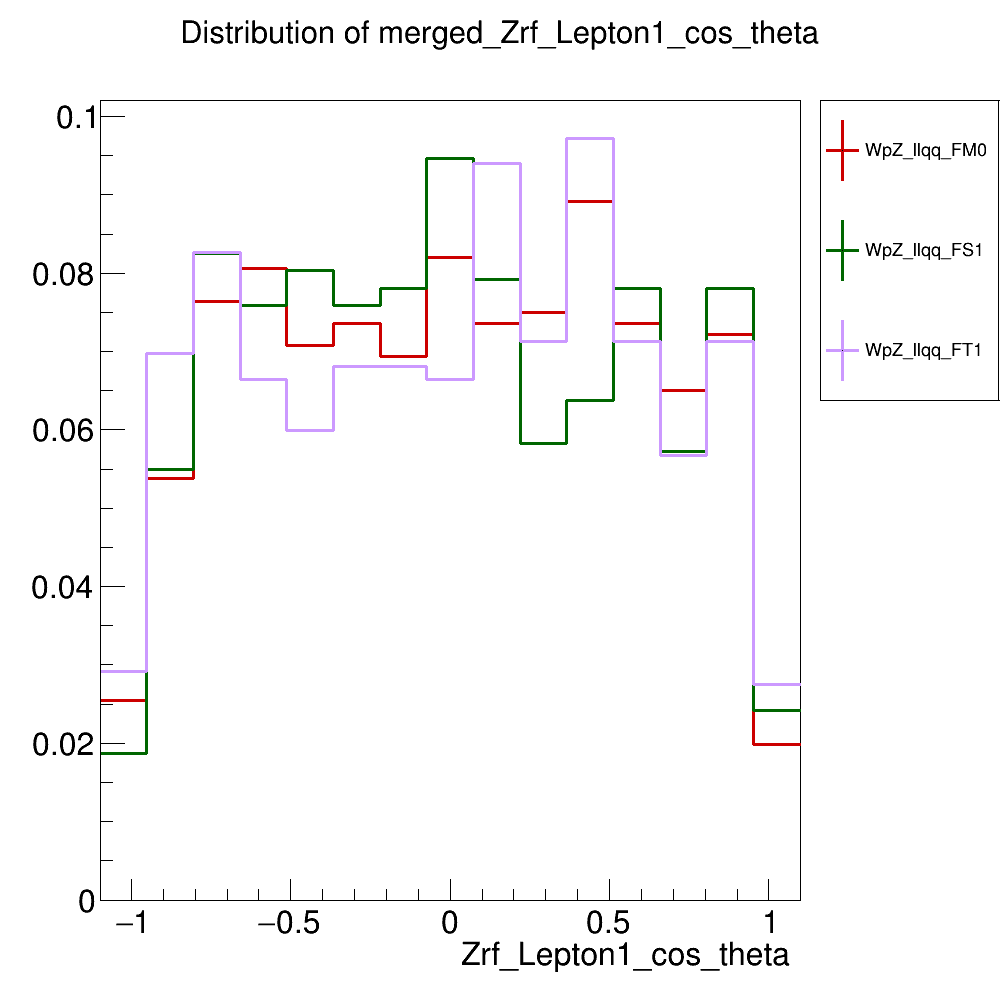 Distribution of merged_Zrf_Lepton1_cos_theta
0.1
0.08
0.06
0.04
0.02
0
−1
−0.5
0
0.5
1
Zrf_Lepton1_cos_theta
WpZ_llqq_FM0
WpZ_llqq_FS1
WpZ_llqq_FT1